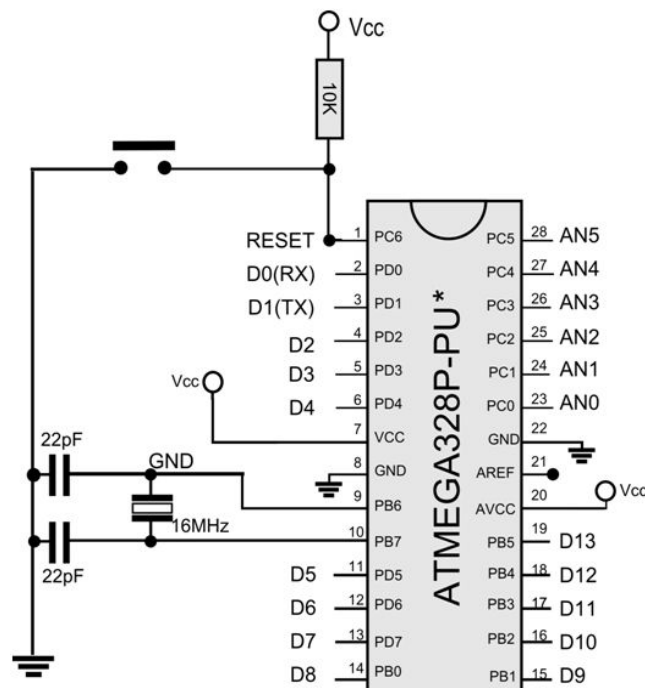 Vcc
10K
RESET 1 PC6 PC5 28 AN5
D0(RX) 2 PD0 PC4 27 AN4
D1(TX) 3 PD1 PC3 26 AN3
D2 4 PD2 PC2 25 AN2
D3 5 PD3 PC1 24 AN1
Vcc
D4 6 PD4 PC0 23 AN0
7 VCC GND 22
22pF
GND
8 GND AREF 21
9 PB6 AVCC 20 Vcc
16MHz
10 PB7 PB5 19 D13
22pF
D5 11 PD5 PB4 18 D12
D6 12 PD6 PB3 17 D11
D7 13 PD7 PB2 16 D10
D8 14 PB0 PB1 15 D9
ATMEGA328P-PU*